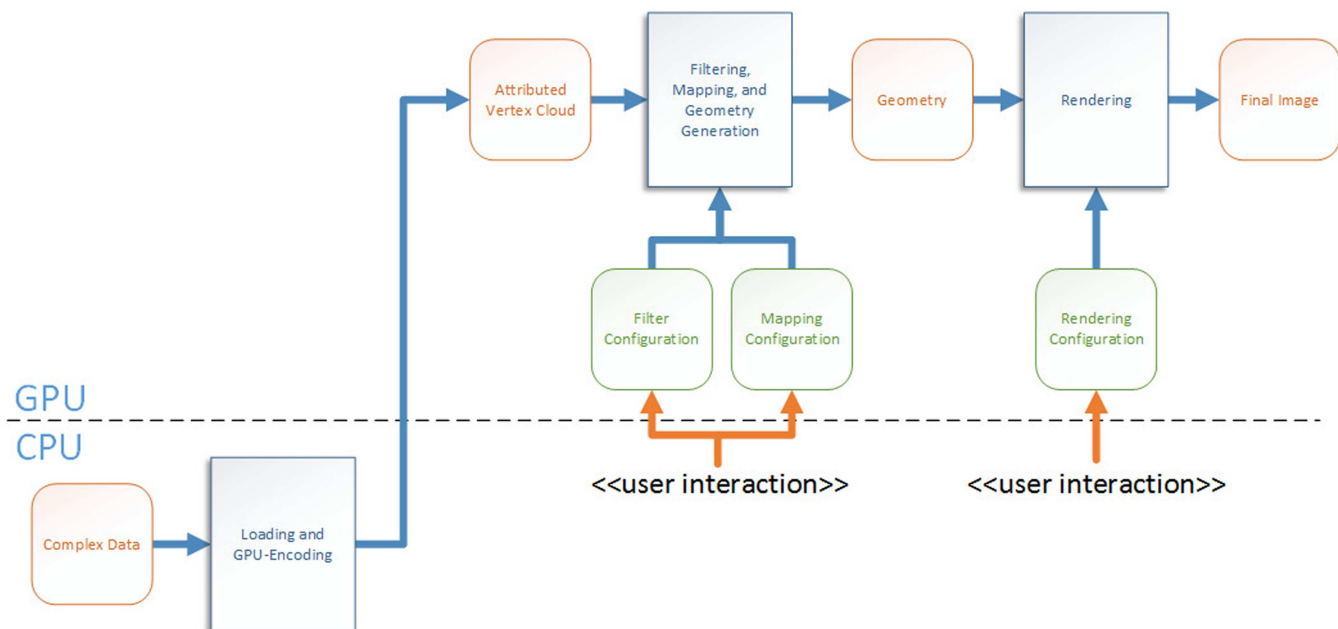 Attributed
Vertex Cloud
Filtering,
Mapping, and
Geometry
Generation
Geometry
Rendering
Final Image
Filter
Configuration
Mapping
Configuration
Rendering
Configuration
GPU
CPU
<<user interaction>>
<<user interaction>>
Complex Data
Loading and
GPU-Encoding